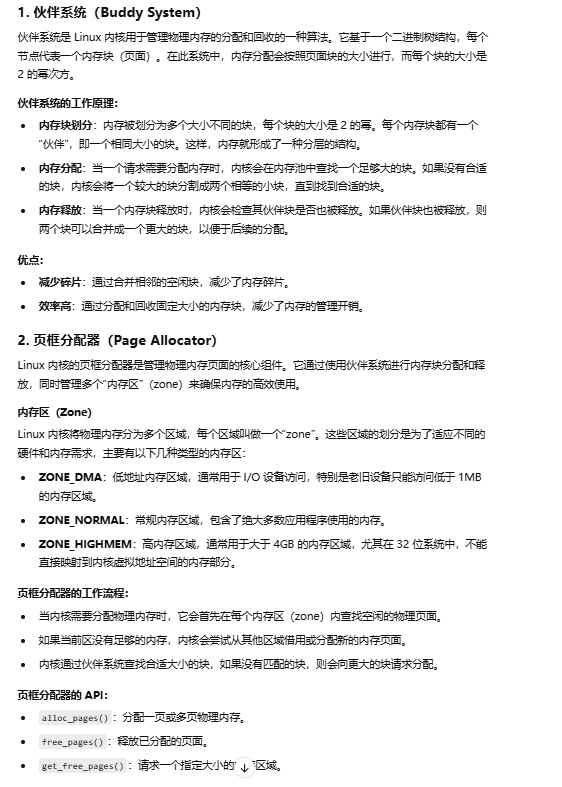 1. 伙伴系统（Buddy System）
伙伴系统是 Linux 内核用于管理物理内存的分配和回收的一种算法。它基于一个二进制树结构，每个
节点代表一个内存块（页面）。在此系统中，内存分配会按照页面块的大小进行，而每个块的大小是
2 的幂次方。
伙伴系统的工作原理：
• 内存块划分：内存被划分为多个大小不同的块，每个块的大小是 2 的幂。每个内存块都有一个
“伙伴”，即一个相同大小的块。这样，内存就形成了一种分层的结构。
• 内存分配：当一个请求需要分配内存时，内核会在内存池中查找一个足够大的块。如果没有合适
的块，内核会将一个较大的块分割成两个相等的小块，直到找到合适的块。
• 内存释放：当一个内存块释放时，内核会检查其伙伴块是否也被释放。如果伙伴块也被释放，则
两个块可以合并成一个更大的块，以便于后续的分配。
优点：
• 减少碎片：通过合并相邻的空闲块，减少了内存碎片。
• 效率高：通过分配和回收固定大小的内存块，减少了内存的管理开销。
2. 页框分配器（Page Allocator）
Linux 内核的页框分配器是管理物理内存页面的核心组件。它通过使用伙伴系统进行内存块分配和释
放，同时管理多个“内存区”（zone）来确保内存的高效使用。
内存区（Zone）
Linux 内核将物理内存分为多个区域，每个区域叫做一个“zone”。这些区域的划分是为了适应不同的
硬件和内存需求，主要有以下几种类型的内存区：
• ZONE_DMA：低地址内存区域，通常用于 I/O 设备访问，特别是老旧设备只能访问低于 1MB
的内存区域。
• ZONE_NORMAL：常规内存区域，包含了绝大多数应用程序使用的内存。
• ZONE_HIGHMEM：高内存区域，通常用于大于 4GB 的内存区域，尤其在 32 位系统中，不能
直接映射到内核虚拟地址空间的内存部分。
页框分配器的工作流程：
• 当内核需要分配物理内存时，它会首先在每个内存区（zone）内查找空闲的物理页面。
• 如果当前区没有足够的内存，内核会尝试从其他区域借用或分配新的内存页面。
• 内核通过伙伴系统查找合适大小的块，如果没有匹配的块，则会向更大的块请求分配。
页框分配器的 API：
• alloc_pages()：分配一页或多页物理内存。
• free_pages()：释放已分配的页面。
• get_free_pages()：请求一个指定大小的 区域。